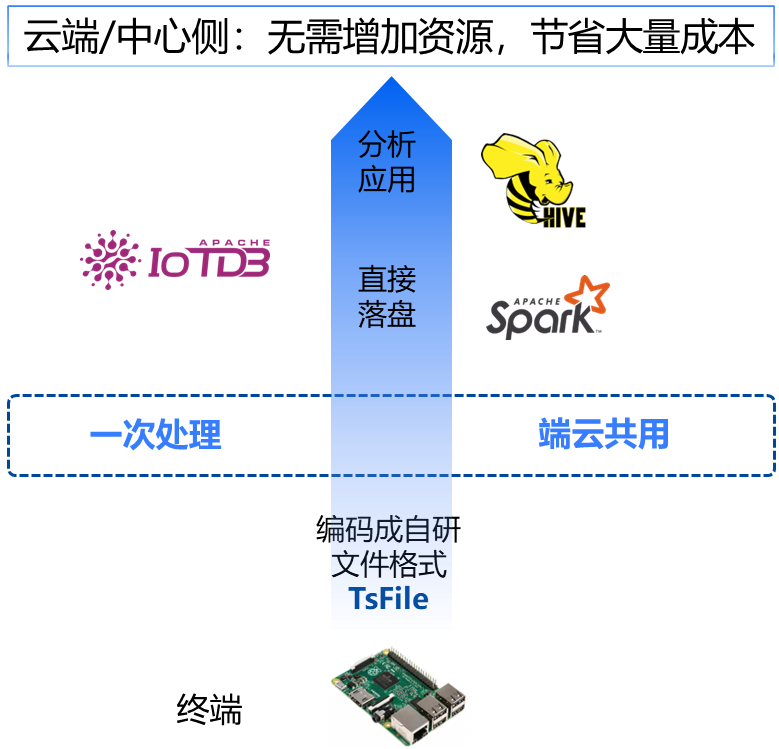 云端/中心侧：无需增加资源，节省大量成本
分析
应用
HIVE
APACHE
IoTDB
直接
落盘
APACHE
Spark™
一次处理
端云共用
编码成自研
文件格式
TsFile
终端